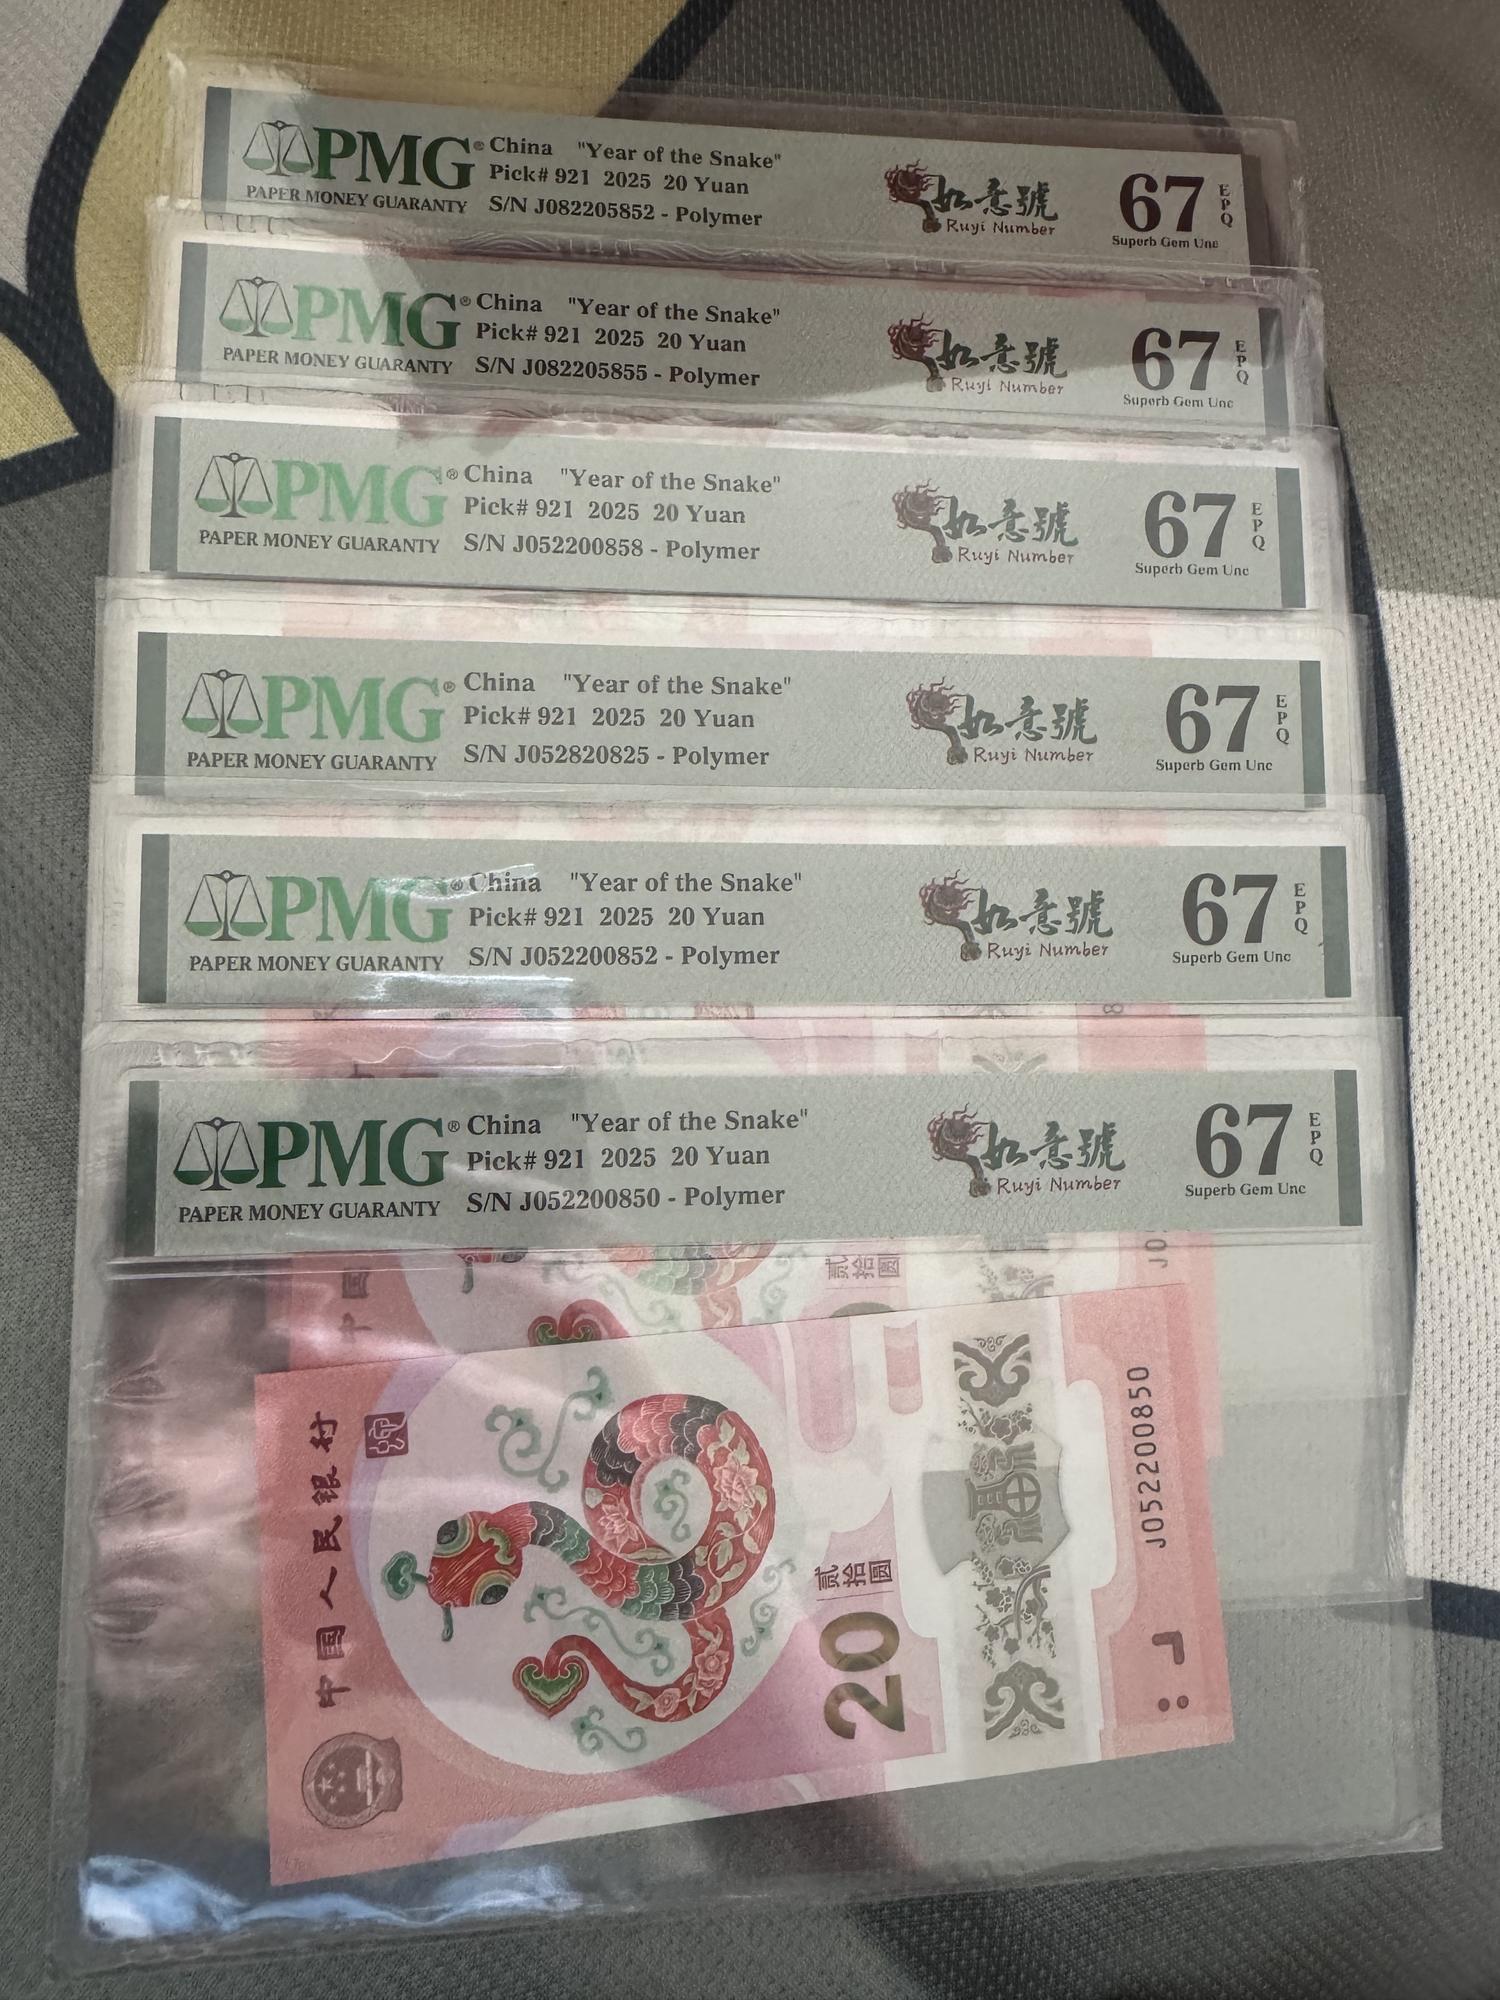 PMG® China "Year of the Snake"
Pick# 921 2025 20 Yuan
PAPER MONEY GUARANTY S/N J082205852 - Polymer
如意號
Ruyi Number
67 EPQ
Superb Gem Unc
PMG® China "Year of the Snake"
Pick# 921 2025 20 Yuan
PAPER MONEY GUARANTY S/N J082205855 - Polymer
如意號
Ruyi Number
67 EPQ
Superb Gem Unc
PMG® China "Year of the Snake"
Pick# 921 2025 20 Yuan
PAPER MONEY GUARANTY S/N J052200858 - Polymer
如意號
Ruyi Number
67 EPQ
Superb Gem Unc
PMG® China "Year of the Snake"
Pick# 921 2025 20 Yuan
PAPER MONEY GUARANTY S/N J052820825 - Polymer
如意號
Ruyi Number
67 EPQ
Superb Gem Unc
PMG® China "Year of the Snake"
Pick# 921 2025 20 Yuan
PAPER MONEY GUARANTY S/N J052200852 - Polymer
如意號
Ruyi Number
67 EPQ
Superb Gem Unc
8
PMG® China "Year of the Snake"
Pick# 921 2025 20 Yuan
PAPER MONEY GUARANTY S/N J052200850 - Polymer
如意號
Ruyi Number
67 EPQ
Superb Gem Unc
中国
贰拾圆
J0
中国人民银行
贰拾圆
20
J052200850